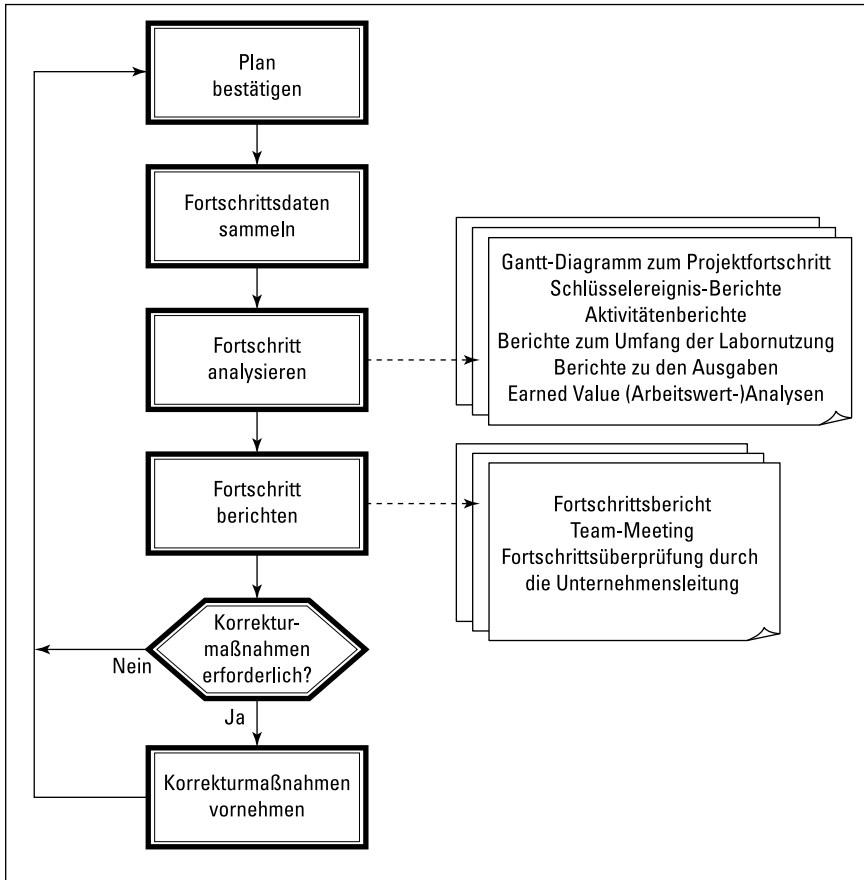 Plan
bestätigen
Fortschrittsdaten
sammeln
Fortschritt
analysieren
Gantt-Diagramm zum Projektfortschritt
Schlüsselereignis-Berichte
Aktivitätenberichte
Berichte zum Umfang der Labornutzung
Berichte zu den Ausgaben
Earned Value (Arbeitswert-)Analysen
Fortschritt
berichten
Fortschrittsbericht
Team-Meeting
Fortschrittsüberprüfung durch
die Unternehmensleitung
Korrektur-
maßnahmen
erforderlich?
Nein
Ja
Korrekturmaßnahmen
vornehmen